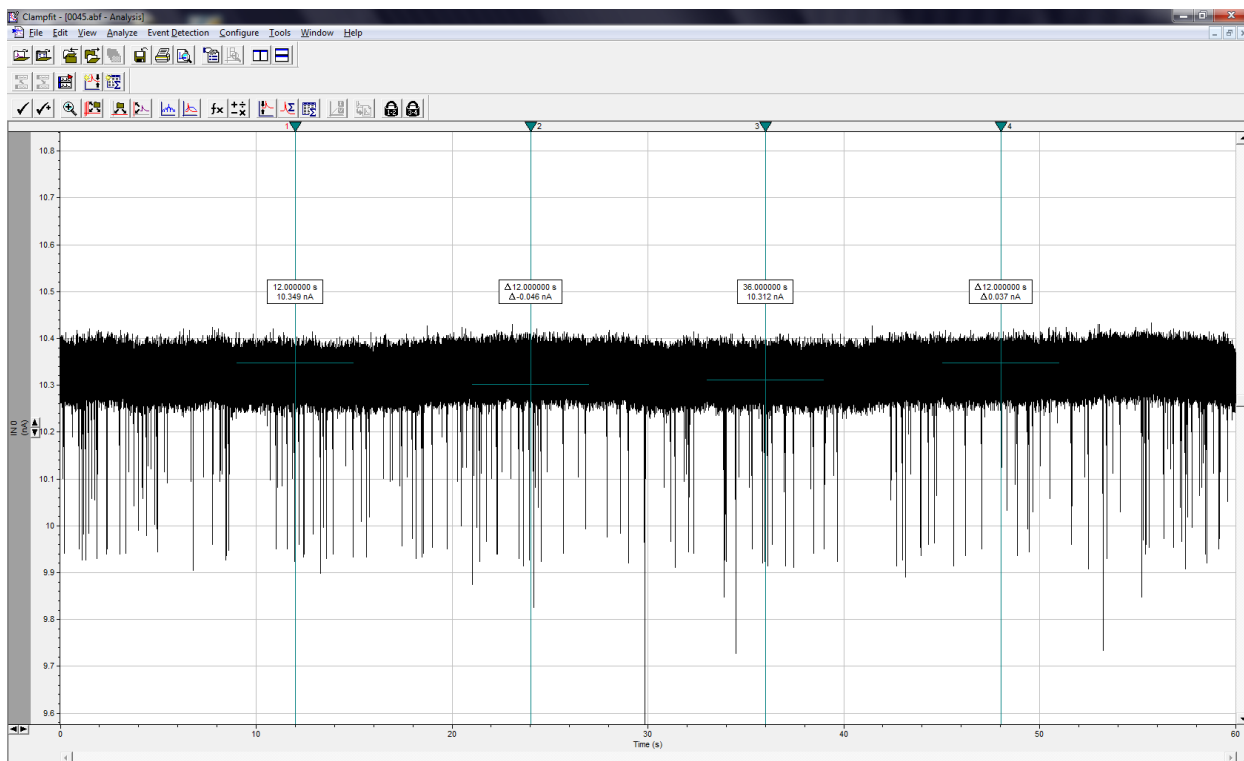 Clampfit - [0045.abf - Analysis]
File Edit View Analyze Event Detection Configure Tools Window Help
fx
1 2 3 4
10.8
10.7
10.6
10.5
12.000000 s
10.349 nA
Δ12.000000 s
Δ-0.046 nA
36.000000 s
10.312 nA
Δ12.000000 s
Δ0.037 nA
10.4
10.3
10.2
10.1
10
9.9
9.8
9.7
9.6
IN 0
(nA)
0 10 20 30 40 50 60
Time (s)